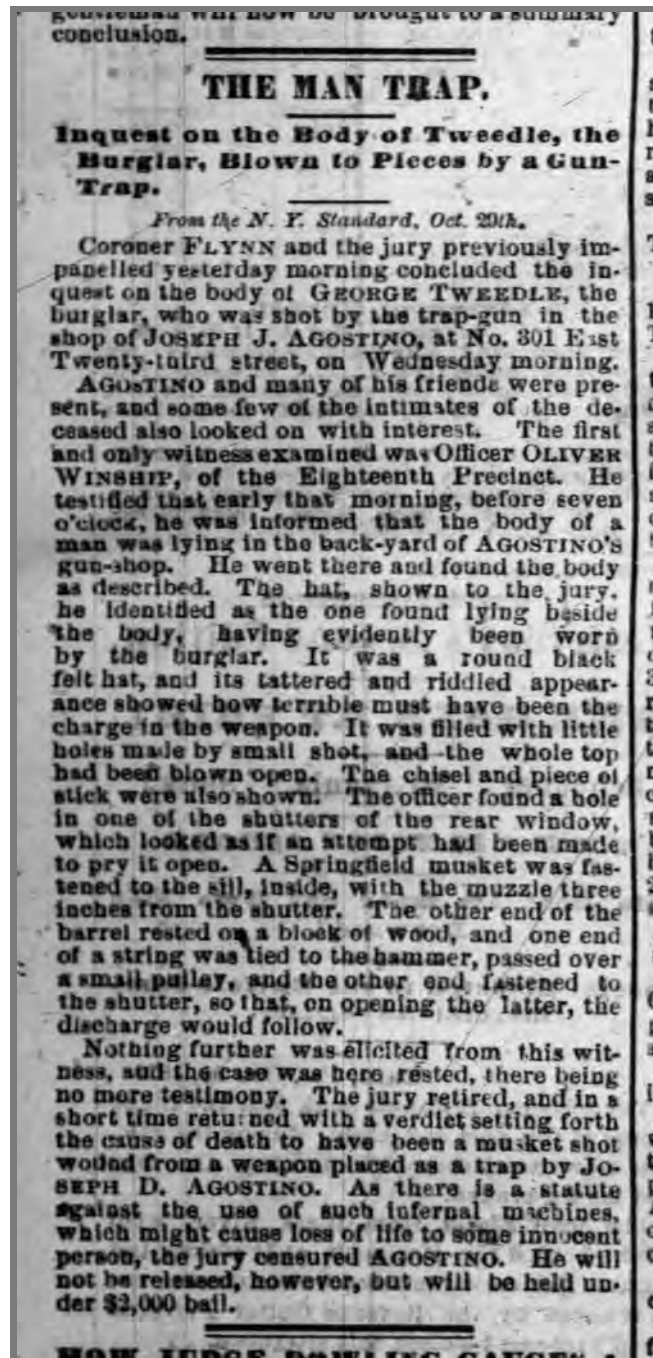 gentleman will now be brought to a summary
conclusion.
THE MAN TRAP.
Inquest on the Body of Tweedle, the
Burglar, Blown to Pieces by a Gun-
Trap.
From the N. Y. Standard, Oct. 29th.
Coroner FLYNN and the jury previously im-
panelled yesterday morning concluded the in-
quest on the body of GEORGE TWEEDLE, the
burglar, who was shot by the trap-gun in the
shop of JOSEPH J. AGOSTINO, at No. 301 East
Twenty-third street, on Wednesday morning.
AGOSTINO and many of his friends were pre-
sent, and some few of the intimates of the de-
ceased also looked on with interest. The first
and only witness examined was Officer OLIVER
WINSHIP, of the Eighteenth Precinct. He
testified that early that morning, before seven
o'clock, he was informed that the body of a
man was lying in the back-yard of AGOSTINO'S
gun-shop. He went there and found the body
as described. The hat, shown to the jury,
he identified as the one found lying beside
the body, having evidently been worn
by the burglar. It was a round black
felt hat, and its tattered and riddled appear-
ance showed how terrible must have been the
charge in the weapon. It was filled with little
holes made by small shot, and the whole top
had been blown open. The chisel and piece of
stick were also shown. The officer found a hole
in one of the shutters of the rear window,
which looked as if an attempt had been made
to pry it open. A Springfield musket was fas-
tened to the sill, inside, with the muzzle three
inches from the shutter. The other end of the
barrel rested on a block of wood, and one end
of a string was tied to the hammer, passed over
a small pulley, and the other end fastened to
the shutter, so that, on opening the latter, the
discharge would follow.
Nothing further was elicited from this wit-
ness, and the case was here rested, there being
no more testimony. The jury retired, and in a
short time returned with a verdict setting forth
the cause of death to have been a musket shot
wound from a weapon placed as a trap by JO-
SEPH D. AGOSTINO. As there is a statute
against the use of such infernal machines,
which might cause loss of life to some innocent
person, the jury censured AGOSTINO. He will
not be released, however, but will be held un-
der $2,000 bail.
HOW JUDGE DOWLING